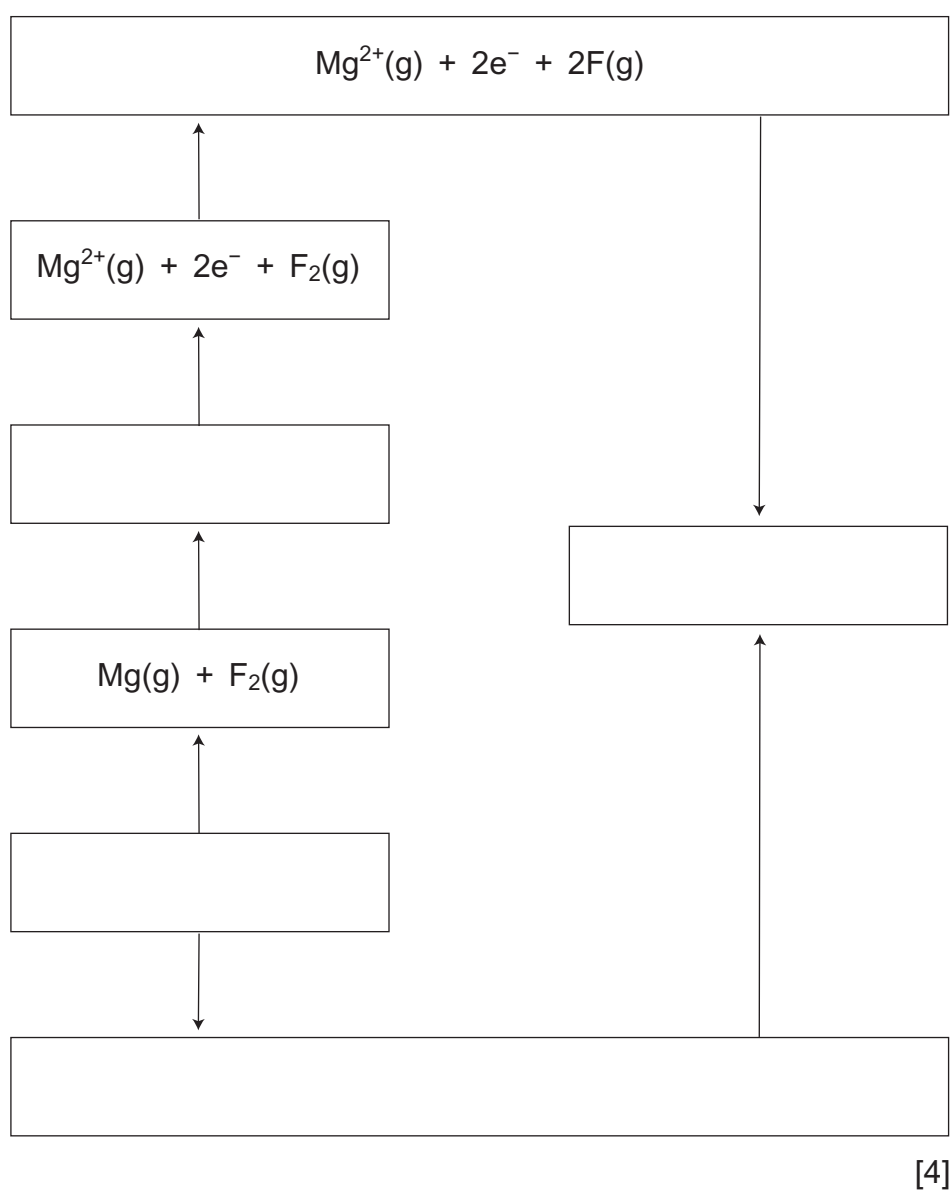 Mg²⁺(g) + 2e⁻ + 2F(g)
Mg²⁺(g) + 2e⁻ + F₂(g)
Mg(g) + F₂(g)
[4]